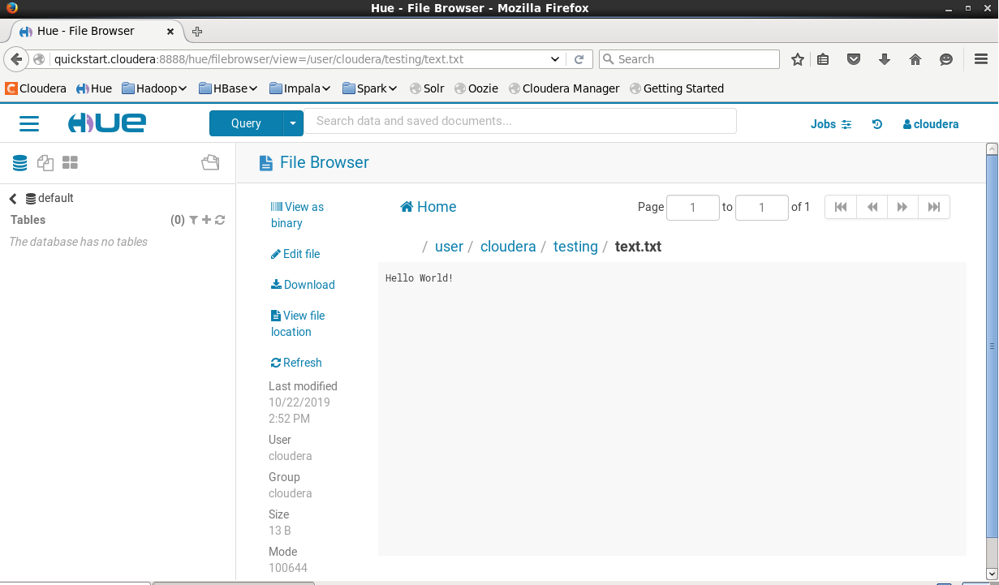 Hue - File Browser - Mozilla Firefox
Hue - File Browser
quickstart.cloudera:8888/hue/filebrowser/view=/user/cloudera/testing/text.txt
Search
Cloudera Hue Hadoop HBase Impala Spark Solr Oozie Cloudera Manager Getting Started
HUE Query Search data and saved documents... Jobs cloudera
File Browser
default
Tables (0)
The database has no tables
View as
binary
Edit file
Download
View file
location
Refresh
Last modified
10/22/2019
2:52 PM
User
cloudera
Group
cloudera
Size
13 B
Mode
100644
Home
Page 1 to 1 of 1
/ user / cloudera / testing / text.txt
Hello World!